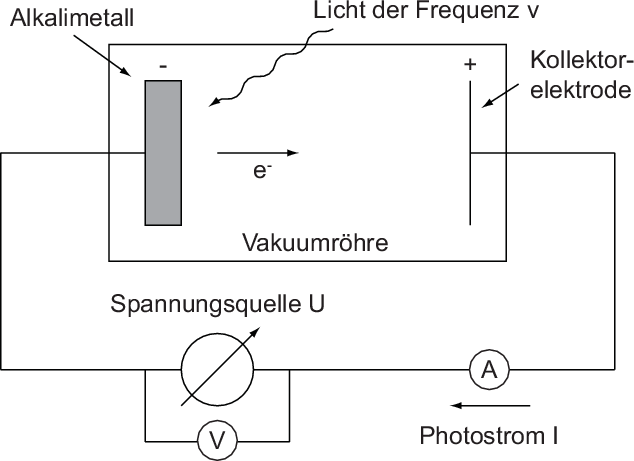 Alkalimetall
Licht der Frequenz ν
-
+
Kollektor-
elektrode
e-
Vakuumröhre
Spannungsquelle U
A
V
Photostrom I